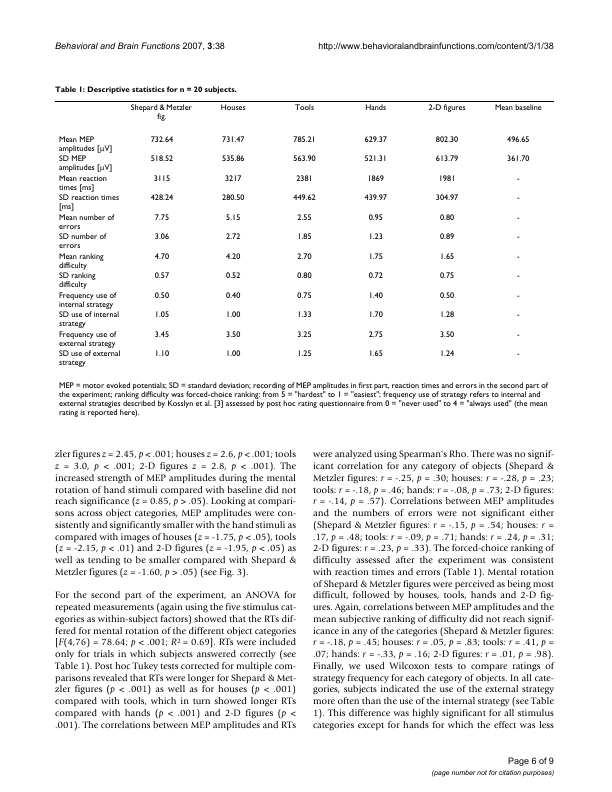 Behavioral and Brain Functions 2007, 3:38 http://www.behavioralandbrainfunctions.com/content/3/1/38
Table 1: Descriptive statistics for n = 20 subjects.
Shepard & Metzler fig. Houses Tools Hands 2-D figures Mean baseline
Mean MEP amplitudes [μV] 732.64 731.47 785.21 629.37 802.30 496.65
SD MEP amplitudes [μV] 518.52 535.86 563.90 521.31 613.79 361.70
Mean reaction times [ms] 3115 3217 2381 1869 1981 -
SD reaction times [ms] 428.24 280.50 449.62 439.97 304.97 -
Mean number of errors 7.75 5.15 2.55 0.95 0.80 -
SD number of errors 3.06 2.72 1.85 1.23 0.89 -
Mean ranking difficulty 4.70 4.20 2.70 1.75 1.65 -
SD ranking difficulty 0.57 0.52 0.80 0.72 0.75 -
Frequency use of internal strategy 0.50 0.40 0.75 1.40 0.50 -
SD use of internal strategy 1.05 1.00 1.33 1.70 1.28 -
Frequency use of external strategy 3.45 3.50 3.25 2.75 3.50 -
SD use of external strategy 1.10 1.00 1.25 1.65 1.24 -
MEP = motor evoked potentials; SD = standard deviation; recording of MEP amplitudes in first part, reaction times and errors in the second part of
the experiment; ranking difficulty was forced-choice ranking: from 5 = "hardest" to 1 = "easiest"; frequency use of strategy refers to internal and
external strategies described by Kosslyn et al. [3] assessed by post hoc rating questionnaire from 0 = "never used" to 4 = "always used" (the mean
rating is reported here).
zler figures z = 2.45, p < .001; houses z = 2.6, p < .001; tools
z = 3.0, p < .001; 2-D figures z = 2.8, p < .001). The
increased strength of MEP amplitudes during the mental
rotation of hand stimuli compared with baseline did not
reach significance (z = 0.85, p > .05). Looking at compari-
sons across object categories, MEP amplitudes were con-
sistently and significantly smaller with the hand stimuli as
compared with images of houses (z = -1.75, p < .05), tools
(z = -2.15, p < .01) and 2-D figures (z = -1.95, p < .05) as
well as tending to be smaller compared with Shepard &
Metzler figures (z = -1.60, p > .05) (see Fig. 3).
For the second part of the experiment, an ANOVA for
repeated measurements (again using the five stimulus cat-
egories as within-subject factors) showed that the RTs dif-
fered for mental rotation of the different object categories
[F(4,76) = 78.64; p < .001; R² = 0.69]. RTs were included
only for trials in which subjects answered correctly (see
Table 1). Post hoc Tukey tests corrected for multiple com-
parisons revealed that RTs were longer for Shepard & Met-
zler figures (p < .001) as well as for houses (p < .001)
compared with tools, which in turn showed longer RTs
compared with hands (p < .001) and 2-D figures (p <
.001). The correlations between MEP amplitudes and RTs
were analyzed using Spearman's Rho. There was no signif-
icant correlation for any category of objects (Shepard &
Metzler figures: r = -.25, p = .30; houses: r = -.28, p = .23;
tools: r = -.18, p = .46; hands: r = -.08, p = .73; 2-D figures:
r = -.14, p = .57). Correlations between MEP amplitudes
and the numbers of errors were not significant either
(Shepard & Metzler figures: r = -.15, p = .54; houses: r =
.17, p = .48; tools: r = -.09, p = .71; hands: r = .24, p = .31;
2-D figures: r = .23, p = .33). The forced-choice ranking of
difficulty assessed after the experiment was consistent
with reaction times and errors (Table 1). Mental rotation
of Shepard & Metzler figures were perceived as being most
difficult, followed by houses, tools, hands and 2-D fig-
ures. Again, correlations between MEP amplitudes and the
mean subjective ranking of difficulty did not reach signif-
icance in any of the categories (Shepard & Metzler figures:
r = -.18, p = .45; houses: r = .05, p = .83; tools: r = .41, p =
.07; hands: r = -.33, p = .16; 2-D figures: r = .01, p = .98).
Finally, we used Wilcoxon tests to compare ratings of
strategy frequency for each category of objects. In all cate-
gories, subjects indicated the use of the external strategy
more often than the use of the internal strategy (see Table
1). This difference was highly significant for all stimulus
categories except for hands for which the effect was less
Page 6 of 9
(page number not for citation purposes)